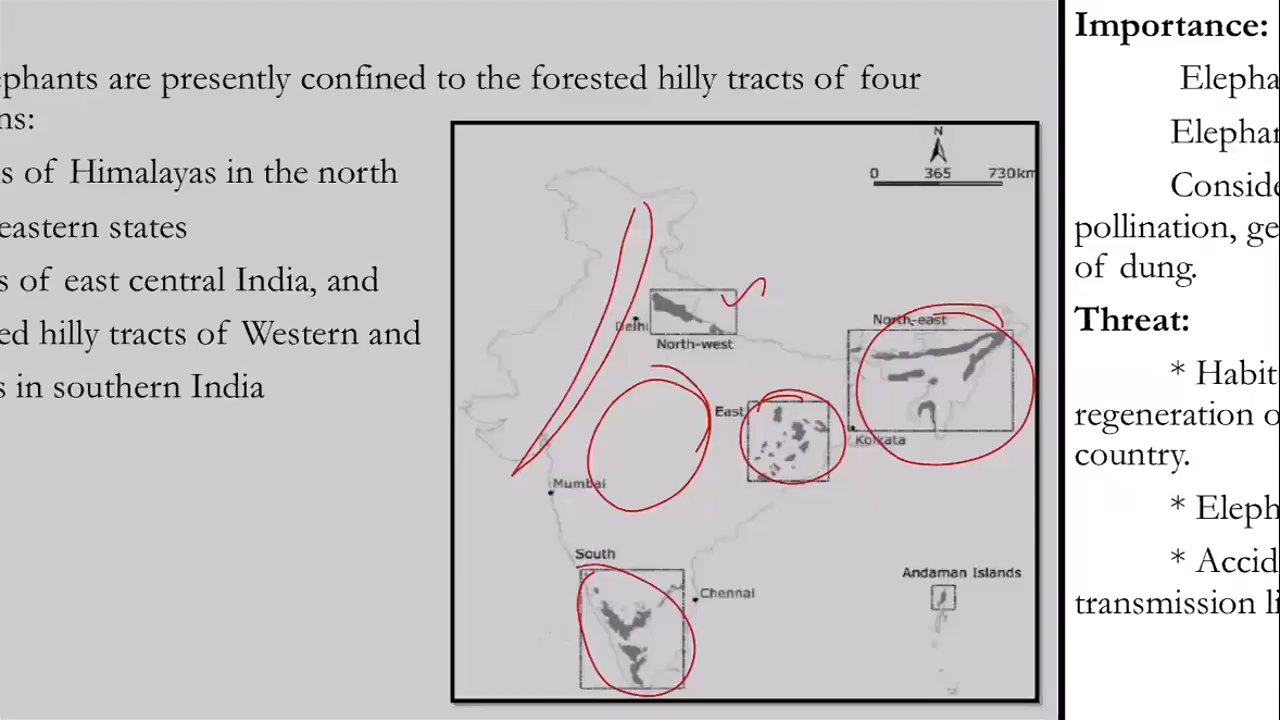 ephants are presently confined to the forested hilly tracts of four
ns:
s of Himalayas in the north
eastern states
s of east central India, and
ed hilly tracts of Western and
s in southern India
N
0 365 730km
Delhi
North-west
North-east
East
Kolkata
Mumbai
South
Chennai
Andaman Islands
Importance:
Elepha
Elephan
Conside
pollination, ge
of dung.
Threat:
* Habit
regeneration o
country.
* Eleph
* Accid
transmission li